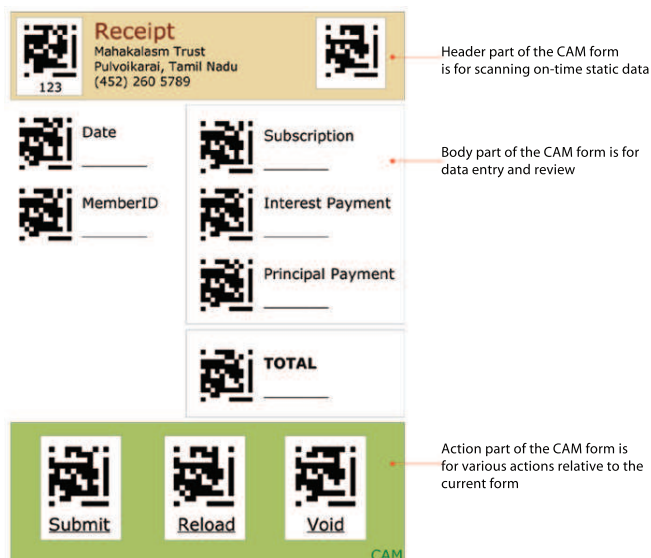 Receipt
Mahakalasm Trust
Pulvoikarai, Tamil Nadu
(452) 260 5789
123
Header part of the CAM form
is for scanning on-time static data
Date
MemberID
Subscription
Interest Payment
Principal Payment
TOTAL
Body part of the CAM form is for
data entry and review
Submit
Reload
Void
CAM
Action part of the CAM form is
for various actions relative to the
current form